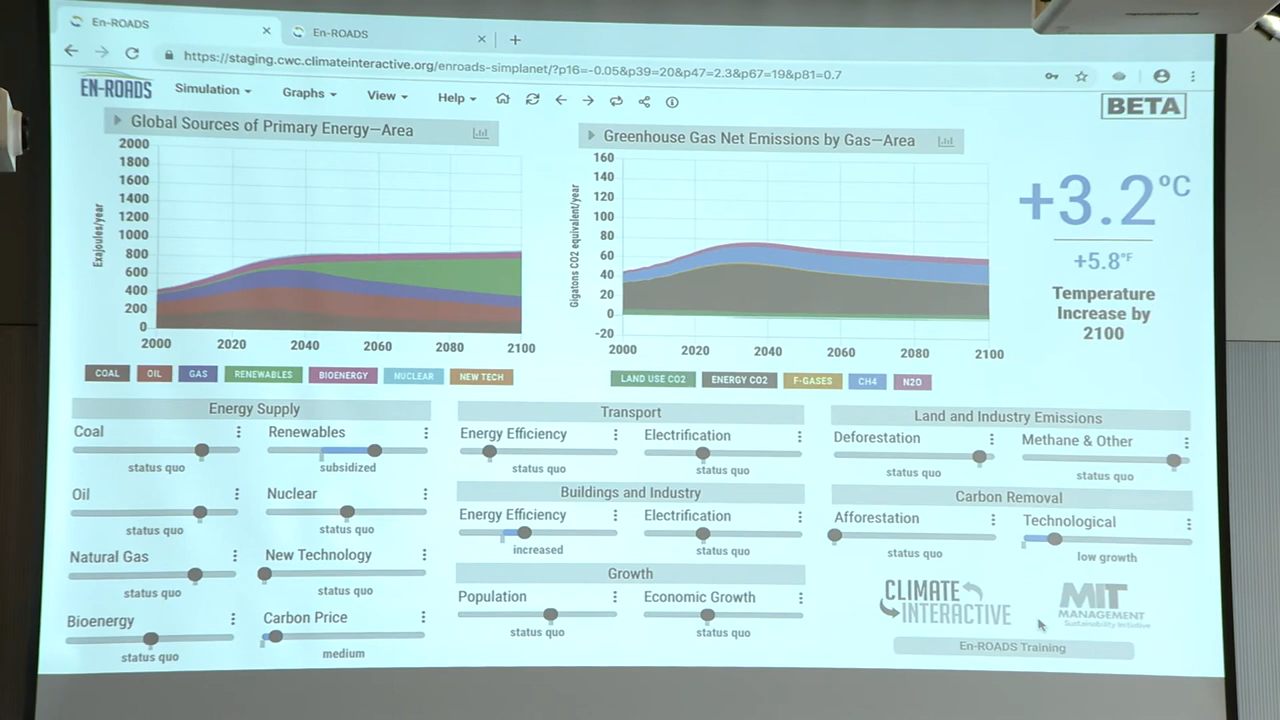 En-ROADS
En-ROADS
https://staging.cwc.climateinteractive.org/enroads-simplanet/?p16=-0.05&p39=20&p47=2.3&p67=19&p81=0.7
EN-ROADS
Simulation
Graphs
View
Help
BETA
Global Sources of Primary Energy—Area
2000
1800
1600
1400
1200
1000
800
600
400
200
0
Exajoules/year
2000 2020 2040 2060 2080 2100
COAL OIL GAS RENEWABLES BIOENERGY NUCLEAR NEW TECH
Greenhouse Gas Net Emissions by Gas—Area
160
140
120
100
80
60
40
20
0
-20
Gigatons CO2 equivalent/year
2000 2020 2040 2060 2080 2100
LAND USE CO2 ENERGY CO2 F-GASES CH4 N2O
+3.2°C
+5.8°F
Temperature
Increase by
2100
Energy Supply
Coal
status quo
Renewables
subsidized
Oil
status quo
Nuclear
status quo
Natural Gas
status quo
New Technology
status quo
Bioenergy
status quo
Carbon Price
medium
Transport
Energy Efficiency
status quo
Electrification
status quo
Buildings and Industry
Energy Efficiency
increased
Electrification
status quo
Growth
Population
status quo
Economic Growth
status quo
Land and Industry Emissions
Deforestation
status quo
Methane & Other
status quo
Carbon Removal
Afforestation
status quo
Technological
low growth
CLIMATE
INTERACTIVE
MIT
MANAGEMENT
Sustainability Initiative
En-ROADS Training